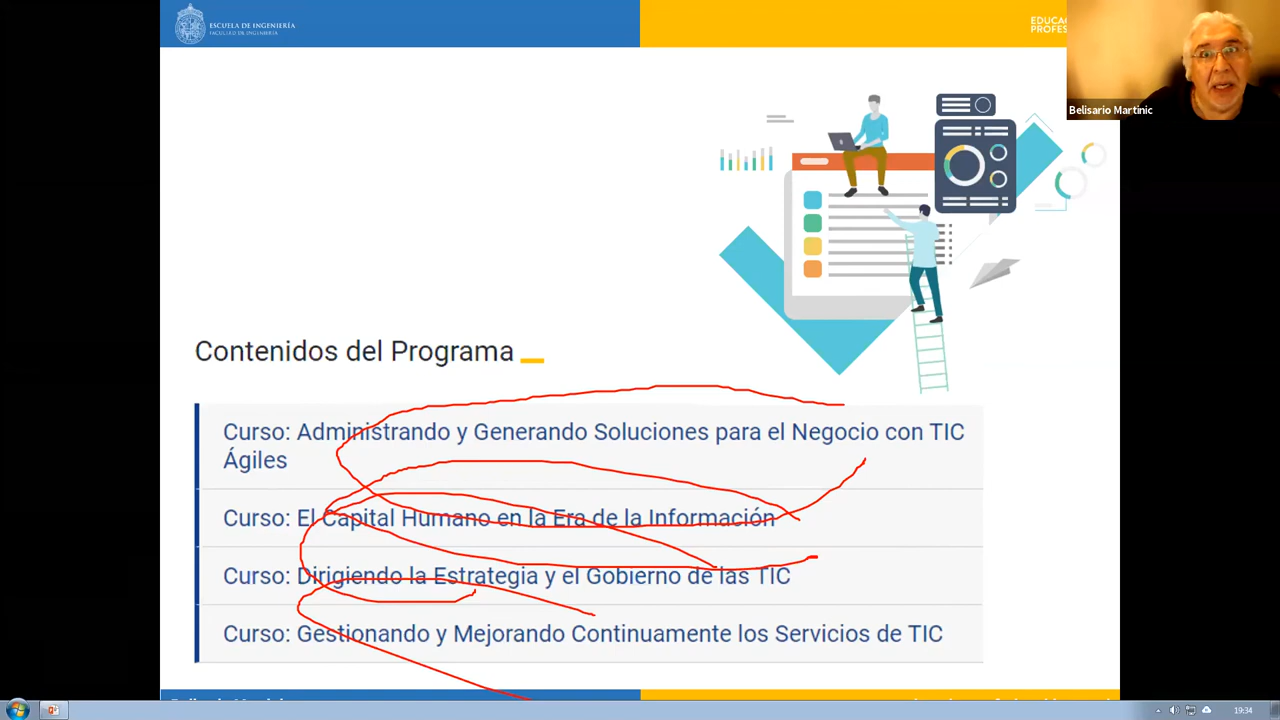 ESCUELA DE INGENIERÍA
FACULTAD DE INGENIERÍA
Belisario Martinic
Contenidos del Programa
Curso: Administrando y Generando Soluciones para el Negocio con TIC
Ágiles
Curso: El Capital Humano en la Era de la Información
Curso: Dirigiendo la Estrategia y el Gobierno de las TIC
Curso: Gestionando y Mejorando Continuamente los Servicios de TIC
19:34